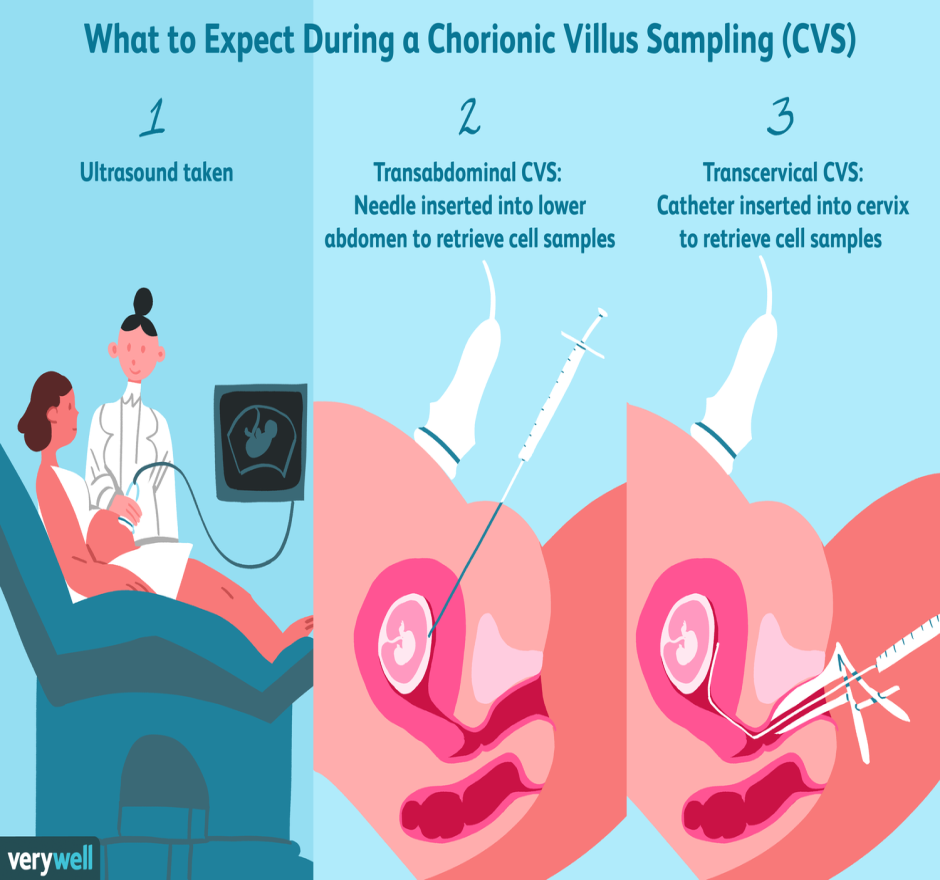 What to Expect During a Chorionic Villus Sampling (CVS)
1
Ultrasound taken
2
Transabdominal CVS:
Needle inserted into lower
abdomen to retrieve cell samples
3
Transcervical CVS:
Catheter inserted into cervix
to retrieve cell samples
verywell